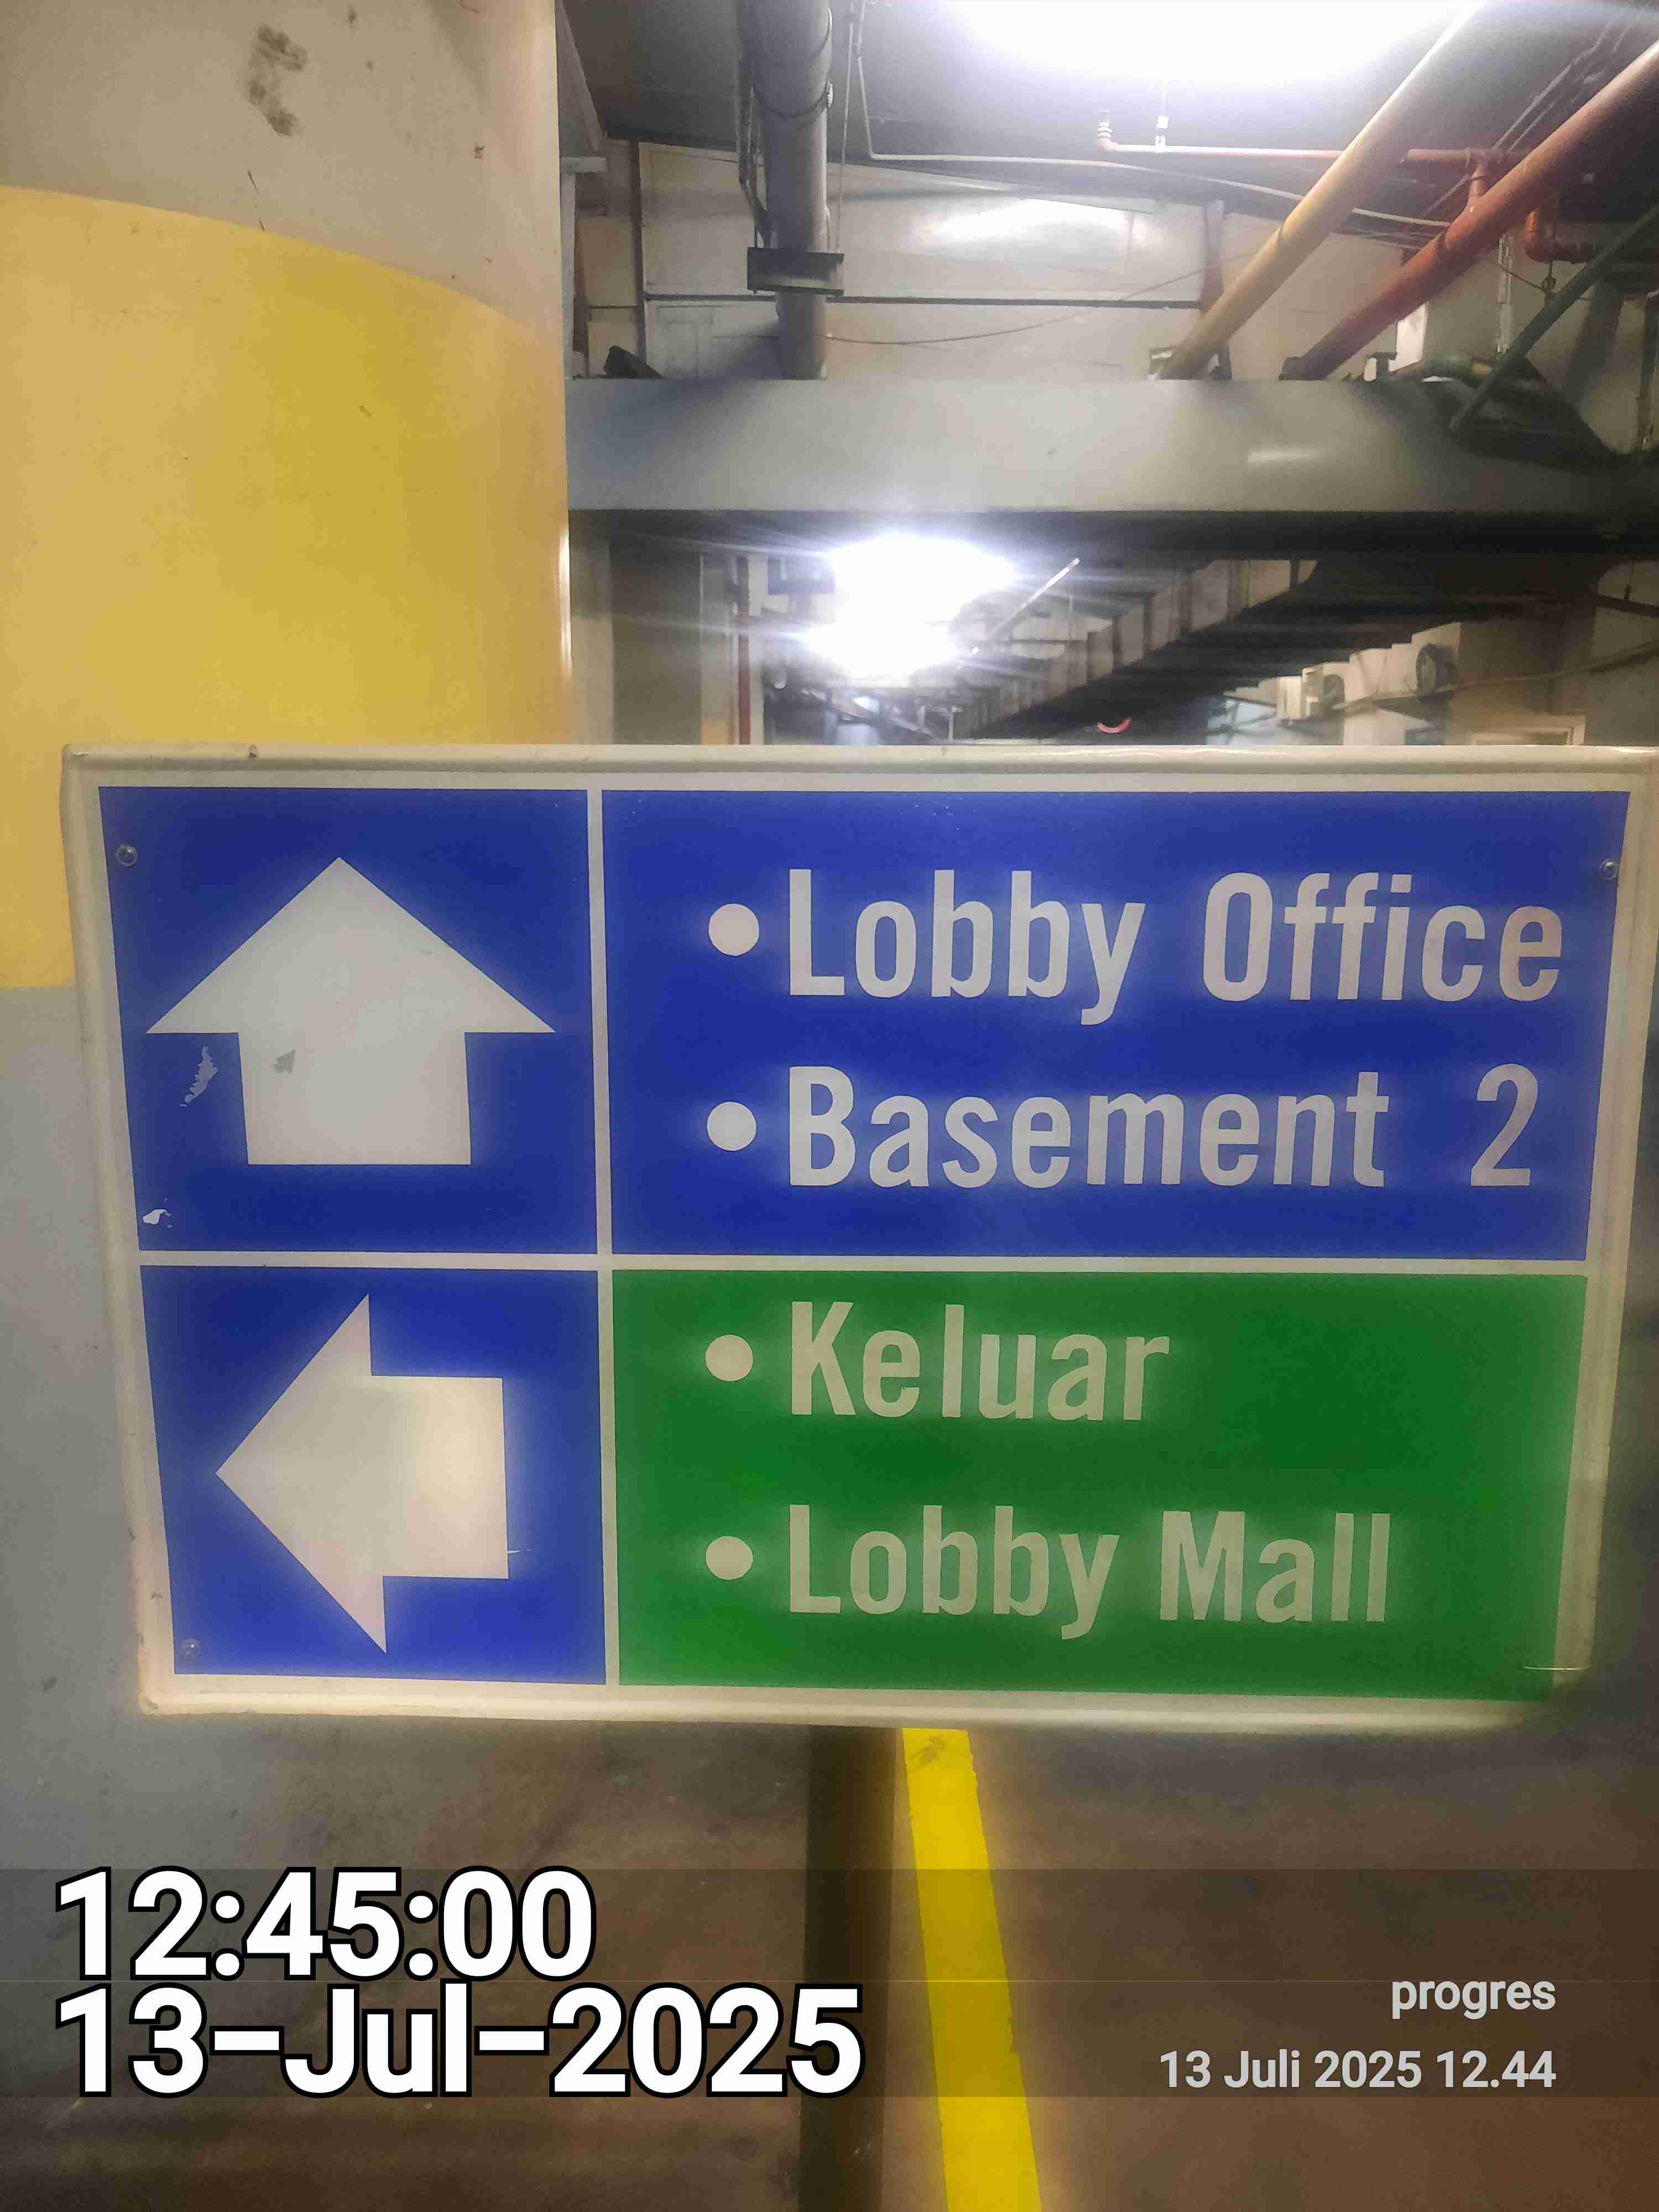 •Lobby Office
•Basement 2
•Keluar
•Lobby Mall
12:45:00
13-Jul-2025
progres
13 Juli 2025 12.44